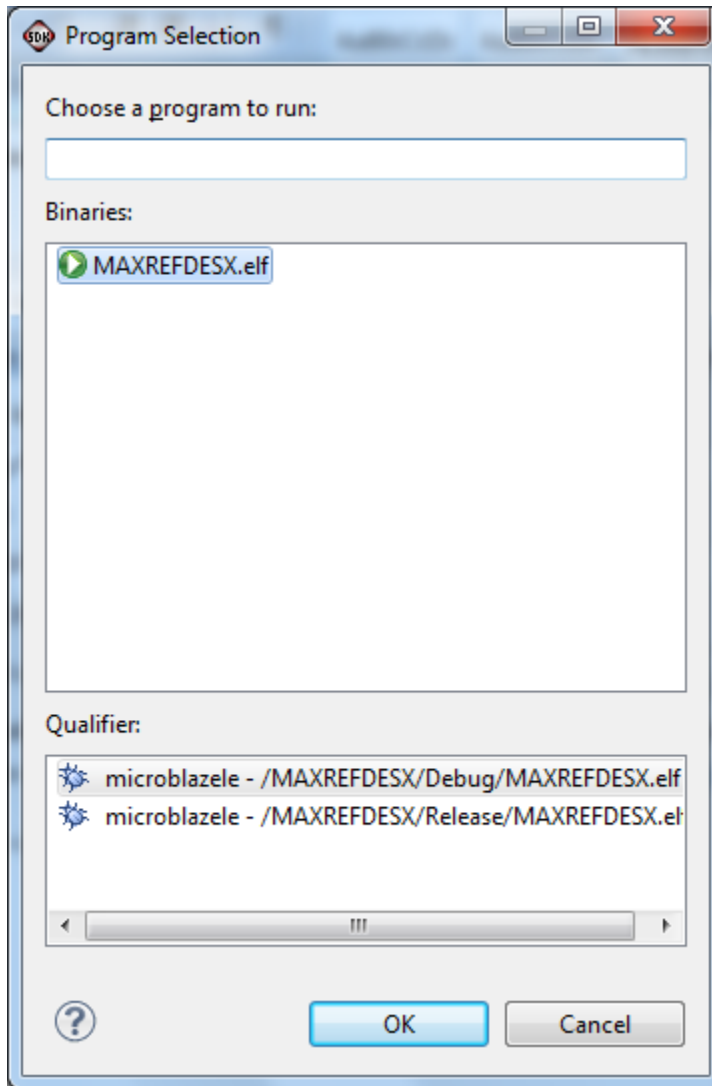 SDK Program Selection
Choose a program to run:
Binaries:
MAXREFDESX.elf
Qualifier:
microblazele - /MAXREFDESX/Debug/MAXREFDESX.elf
microblazele - /MAXREFDESX/Release/MAXREFDESX.el
OK Cancel